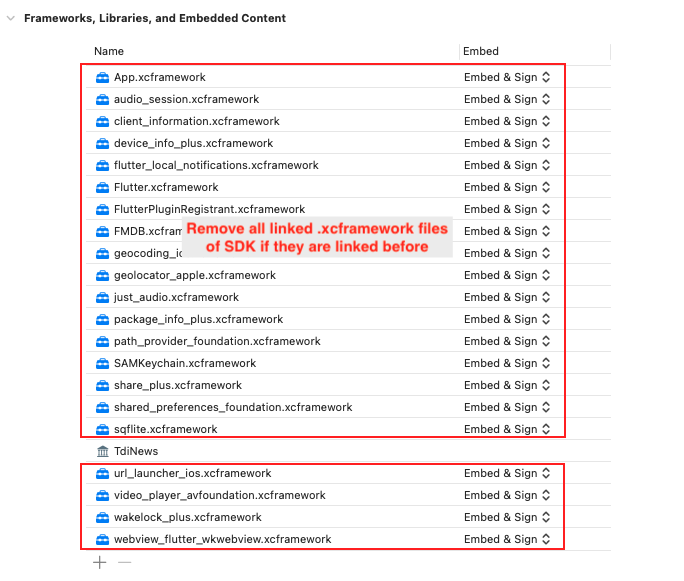 Frameworks, Libraries, and Embedded Content
Name Embed
App.xcframework Embed & Sign
audio_session.xcframework Embed & Sign
client_information.xcframework Embed & Sign
device_info_plus.xcframework Embed & Sign
flutter_local_notifications.xcframework Embed & Sign
Flutter.xcframework Embed & Sign
FlutterPluginRegistrant.xcframework Embed & Sign
Remove all linked .xcframework files
of SDK if they are linked before
FMDB.xcfram Embed & Sign
geocoding_ Embed & Sign
geolocator_apple.xcframework Embed & Sign
just_audio.xcframework Embed & Sign
package_info_plus.xcframework Embed & Sign
path_provider_foundation.xcframework Embed & Sign
SAMKeychain.xcframework Embed & Sign
share_plus.xcframework Embed & Sign
shared_preferences_foundation.xcframework Embed & Sign
sqflite.xcframework Embed & Sign
TdiNews
url_launcher_ios.xcframework Embed & Sign
video_player_avfoundation.xcframework Embed & Sign
wakelock_plus.xcframework Embed & Sign
webview_flutter_wkwebview.xcframework Embed & Sign